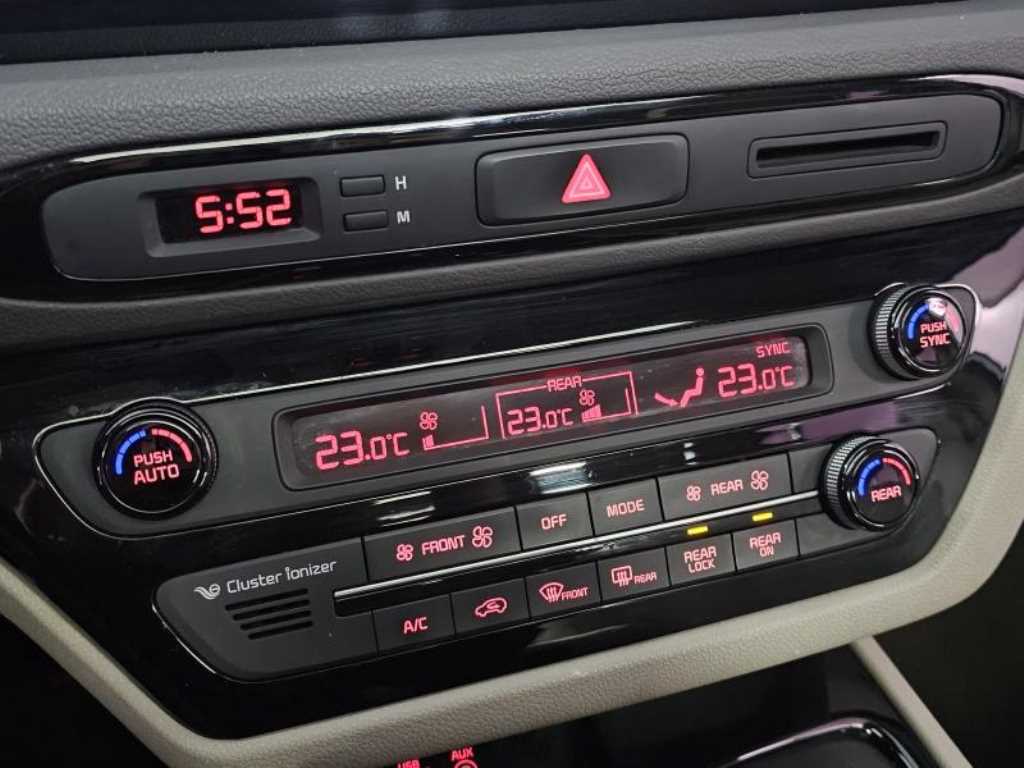 5:52
H
M
PUSH
SYNC
SYNC
REAR
23.0°C
23.0°C
23.0°C
PUSH
AUTO
REAR
FRONT
OFF
MODE
REAR
Cluster ionizer
A/C
FRONT
REAR
REAR
LOCK
REAR
ON
USB
AUX